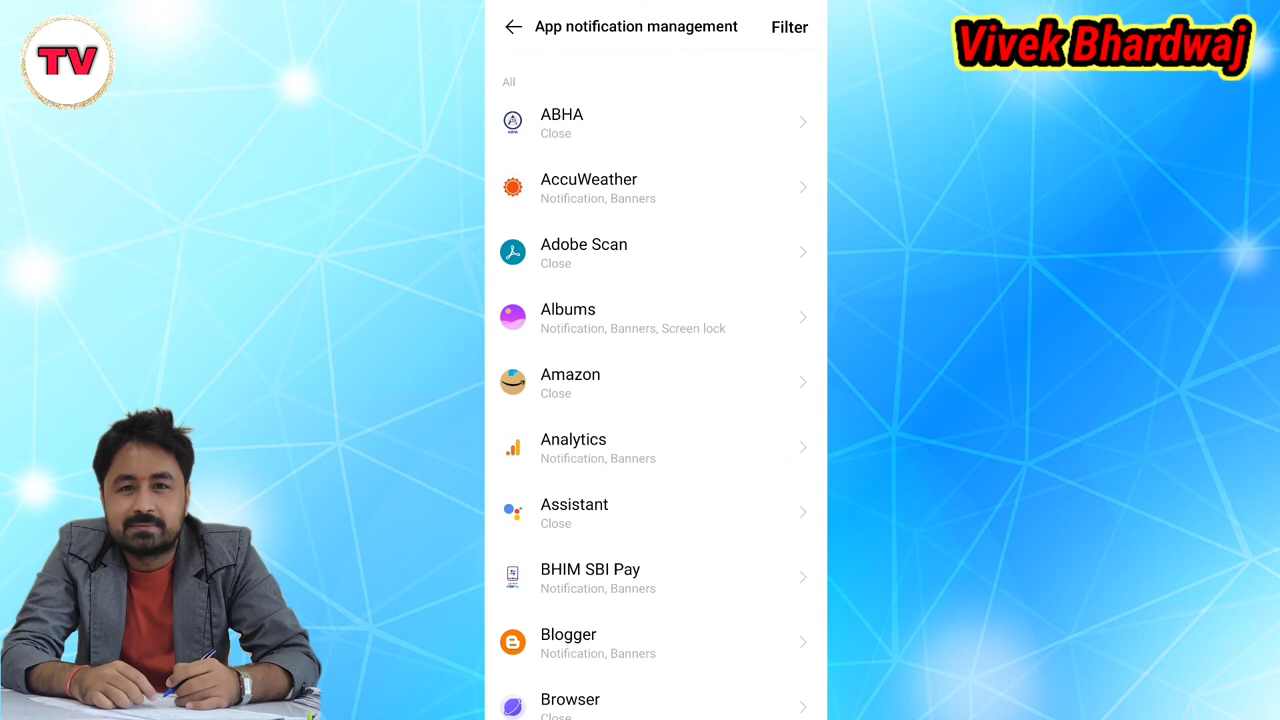 TV
App notification management
Filter
Vivek Bhardwaj
All
ABHA
Close
AccuWeather
Notification, Banners
Adobe Scan
Close
Albums
Notification, Banners, Screen lock
Amazon
Close
Analytics
Notification, Banners
Assistant
Close
BHIM SBI Pay
Notification, Banners
Blogger
Notification, Banners
Browser
Close